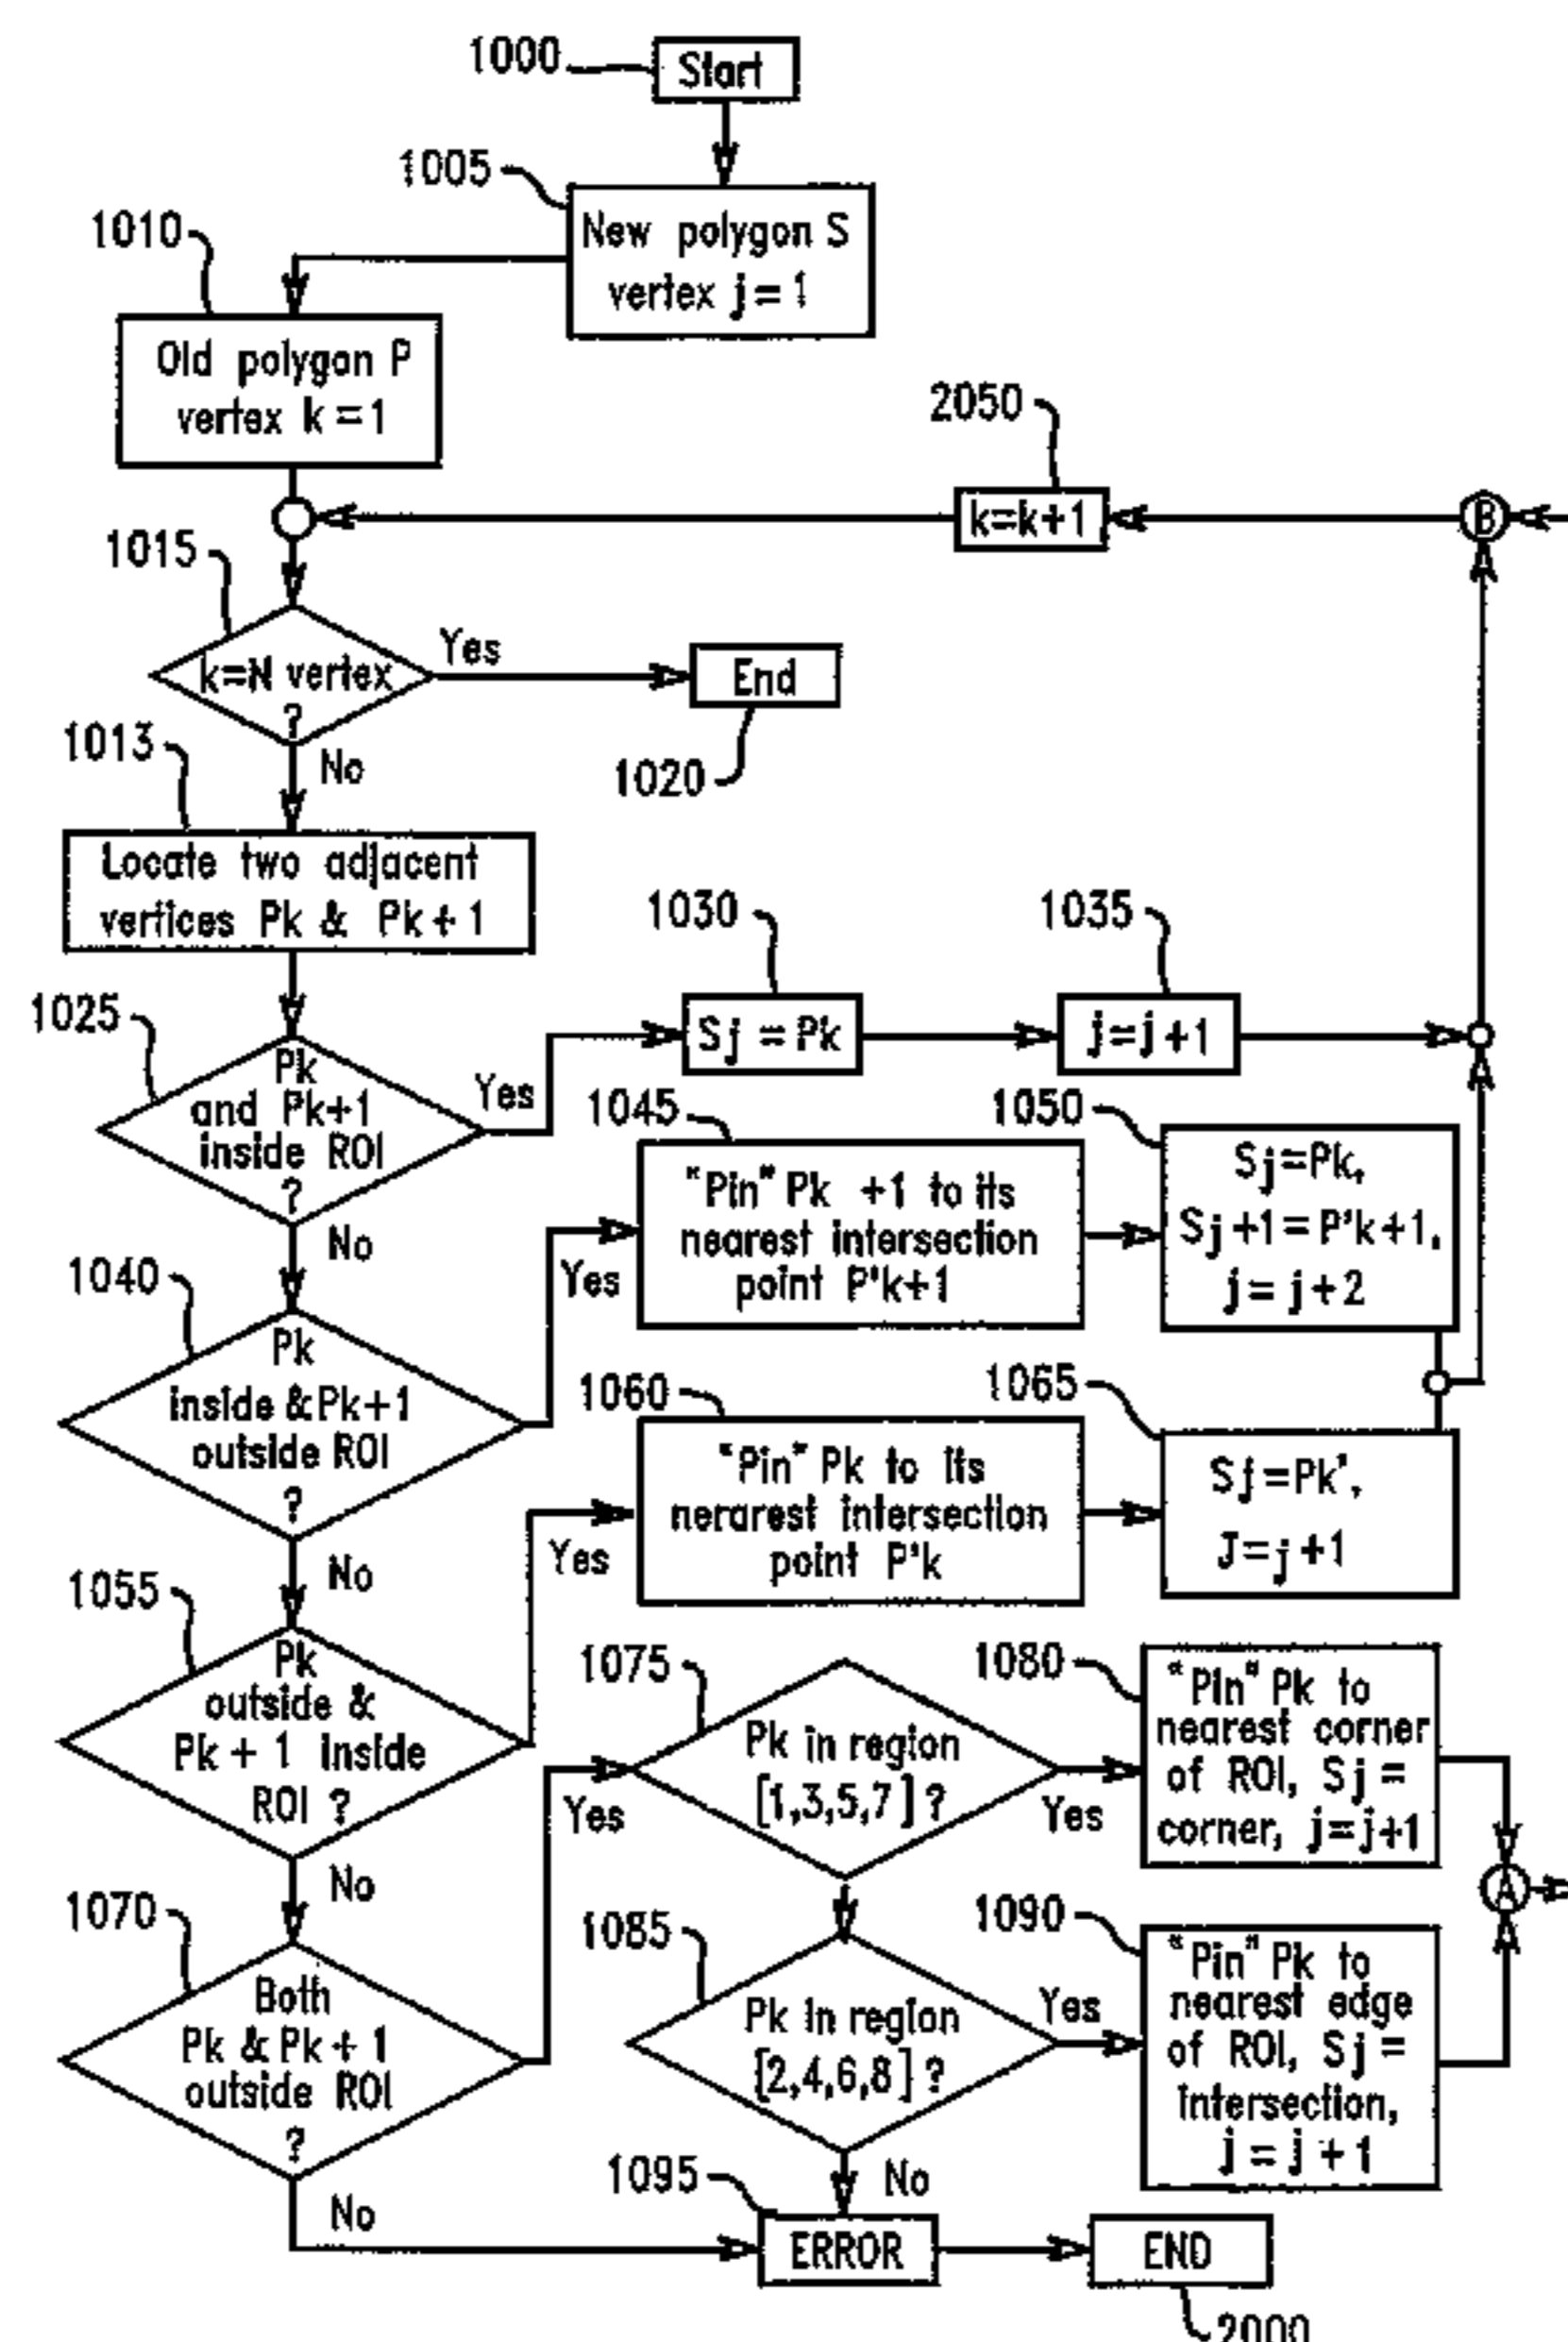 1000
Start
1005
New polygon S
vertex j = 1
1010
Old polygon P
vertex k = 1
2050
k=k+1
B
1015
k=N vertex
?
Yes
End
1020
No
1013
Locate two adjacent
vertices Pk & Pk + 1
1025
Pk
and Pk+1
inside ROI
?
Yes
No
1030
Sj = Pk
1035
j=j+1
1040
Pk
inside &Pk+1
outside ROI
?
Yes
No
1045
"Pin" Pk +1 to its
nearest intersection
point P'k+1
1050
Sj=Pk,
Sj+1=P'k+1,
j = j+2
1055
Pk
outside &
Pk + 1 inside
ROI ?
Yes
No
1060
"Pin" Pk to its
nerarest intersection
point P'k
1065
Sj=Pk',
J=j+1
1070
Both
Pk & Pk + 1
outside ROI
?
Yes
No
1075
Pk in region
[1,3,5,7]?
Yes
1080
"Pin" Pk to
nearest corner
of ROI, Sj =
corner, j=j+1
A
1085
Pk in region
[2,4,6,8]?
Yes
No
1090
"Pin" Pk to
nearest edge
of ROI, Sj =
intersection,
j = j + 1
1095
ERROR
END
2000